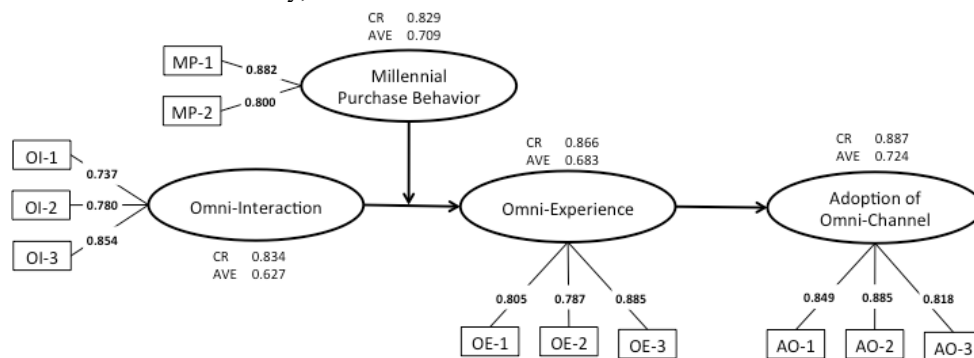 CR 0.829
AVE 0.709
MP-1
0.882
Millennial
Purchase Behavior
0.800
MP-2
CR 0.866
AVE 0.683
CR 0.887
AVE 0.724
OI-1
0.737
OI-2
0.780
Omni-Interaction
Omni-Experience
Adoption of
Omni-Channel
0.854
OI-3
CR 0.834
AVE 0.627
0.805
0.787
0.885
0.849
0.885
0.818
OE-1
OE-2
OE-3
AO-1
AO-2
AO-3